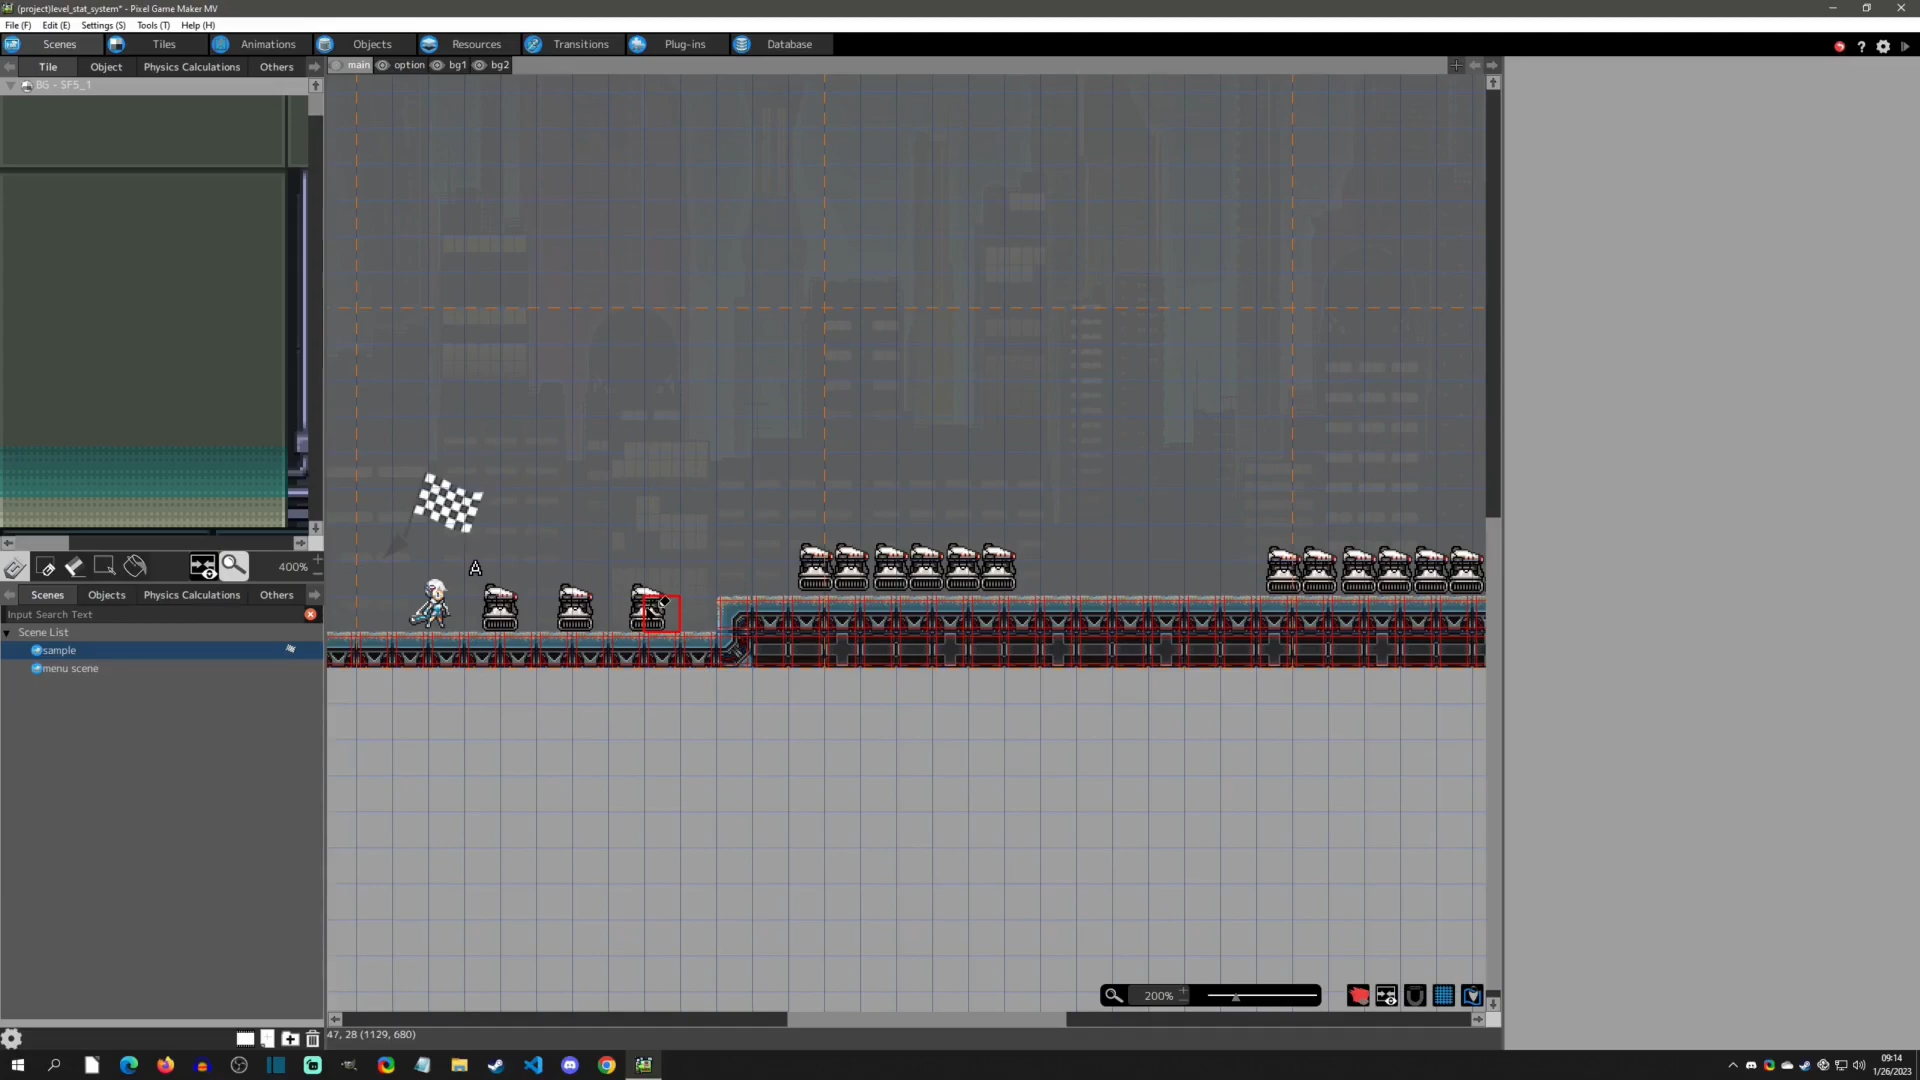 (project)level_stat_system* - Pixel Game Maker MV
File (F) Edit (E) Settings (S) Tools (T) Help (H)
Scenes Tiles Animations Objects Resources Transitions Plug-ins Database
Tile Object Physics Calculations Others main option bg1 bg2
BG - SF5_1
400%
A
Scenes Objects Physics Calculations Others
Input Search Text
Scene List
sample
menu scene
200%
47, 28 (1129, 680)
09:14
1/26/2023